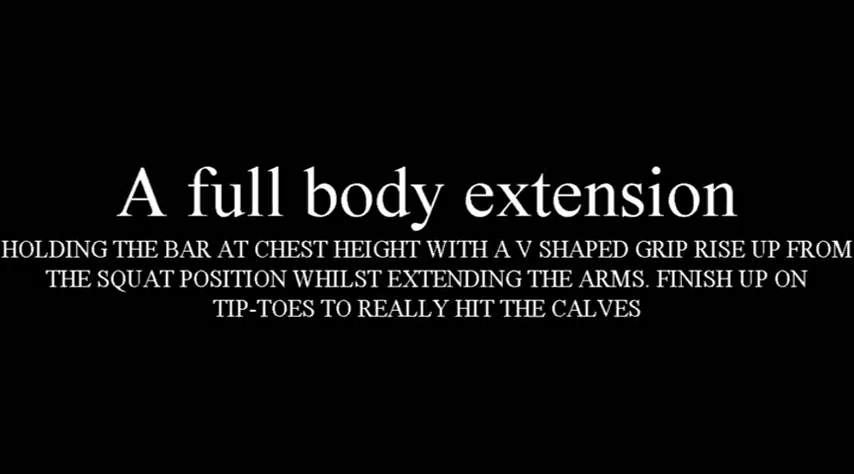 A full body extension
HOLDING THE BAR AT CHEST HEIGHT WITH A V SHAPED GRIP RISE UP FROM
THE SQUAT POSITION WHILST EXTENDING THE ARMS. FINISH UP ON
TIP-TOES TO REALLY HIT THE CALVES